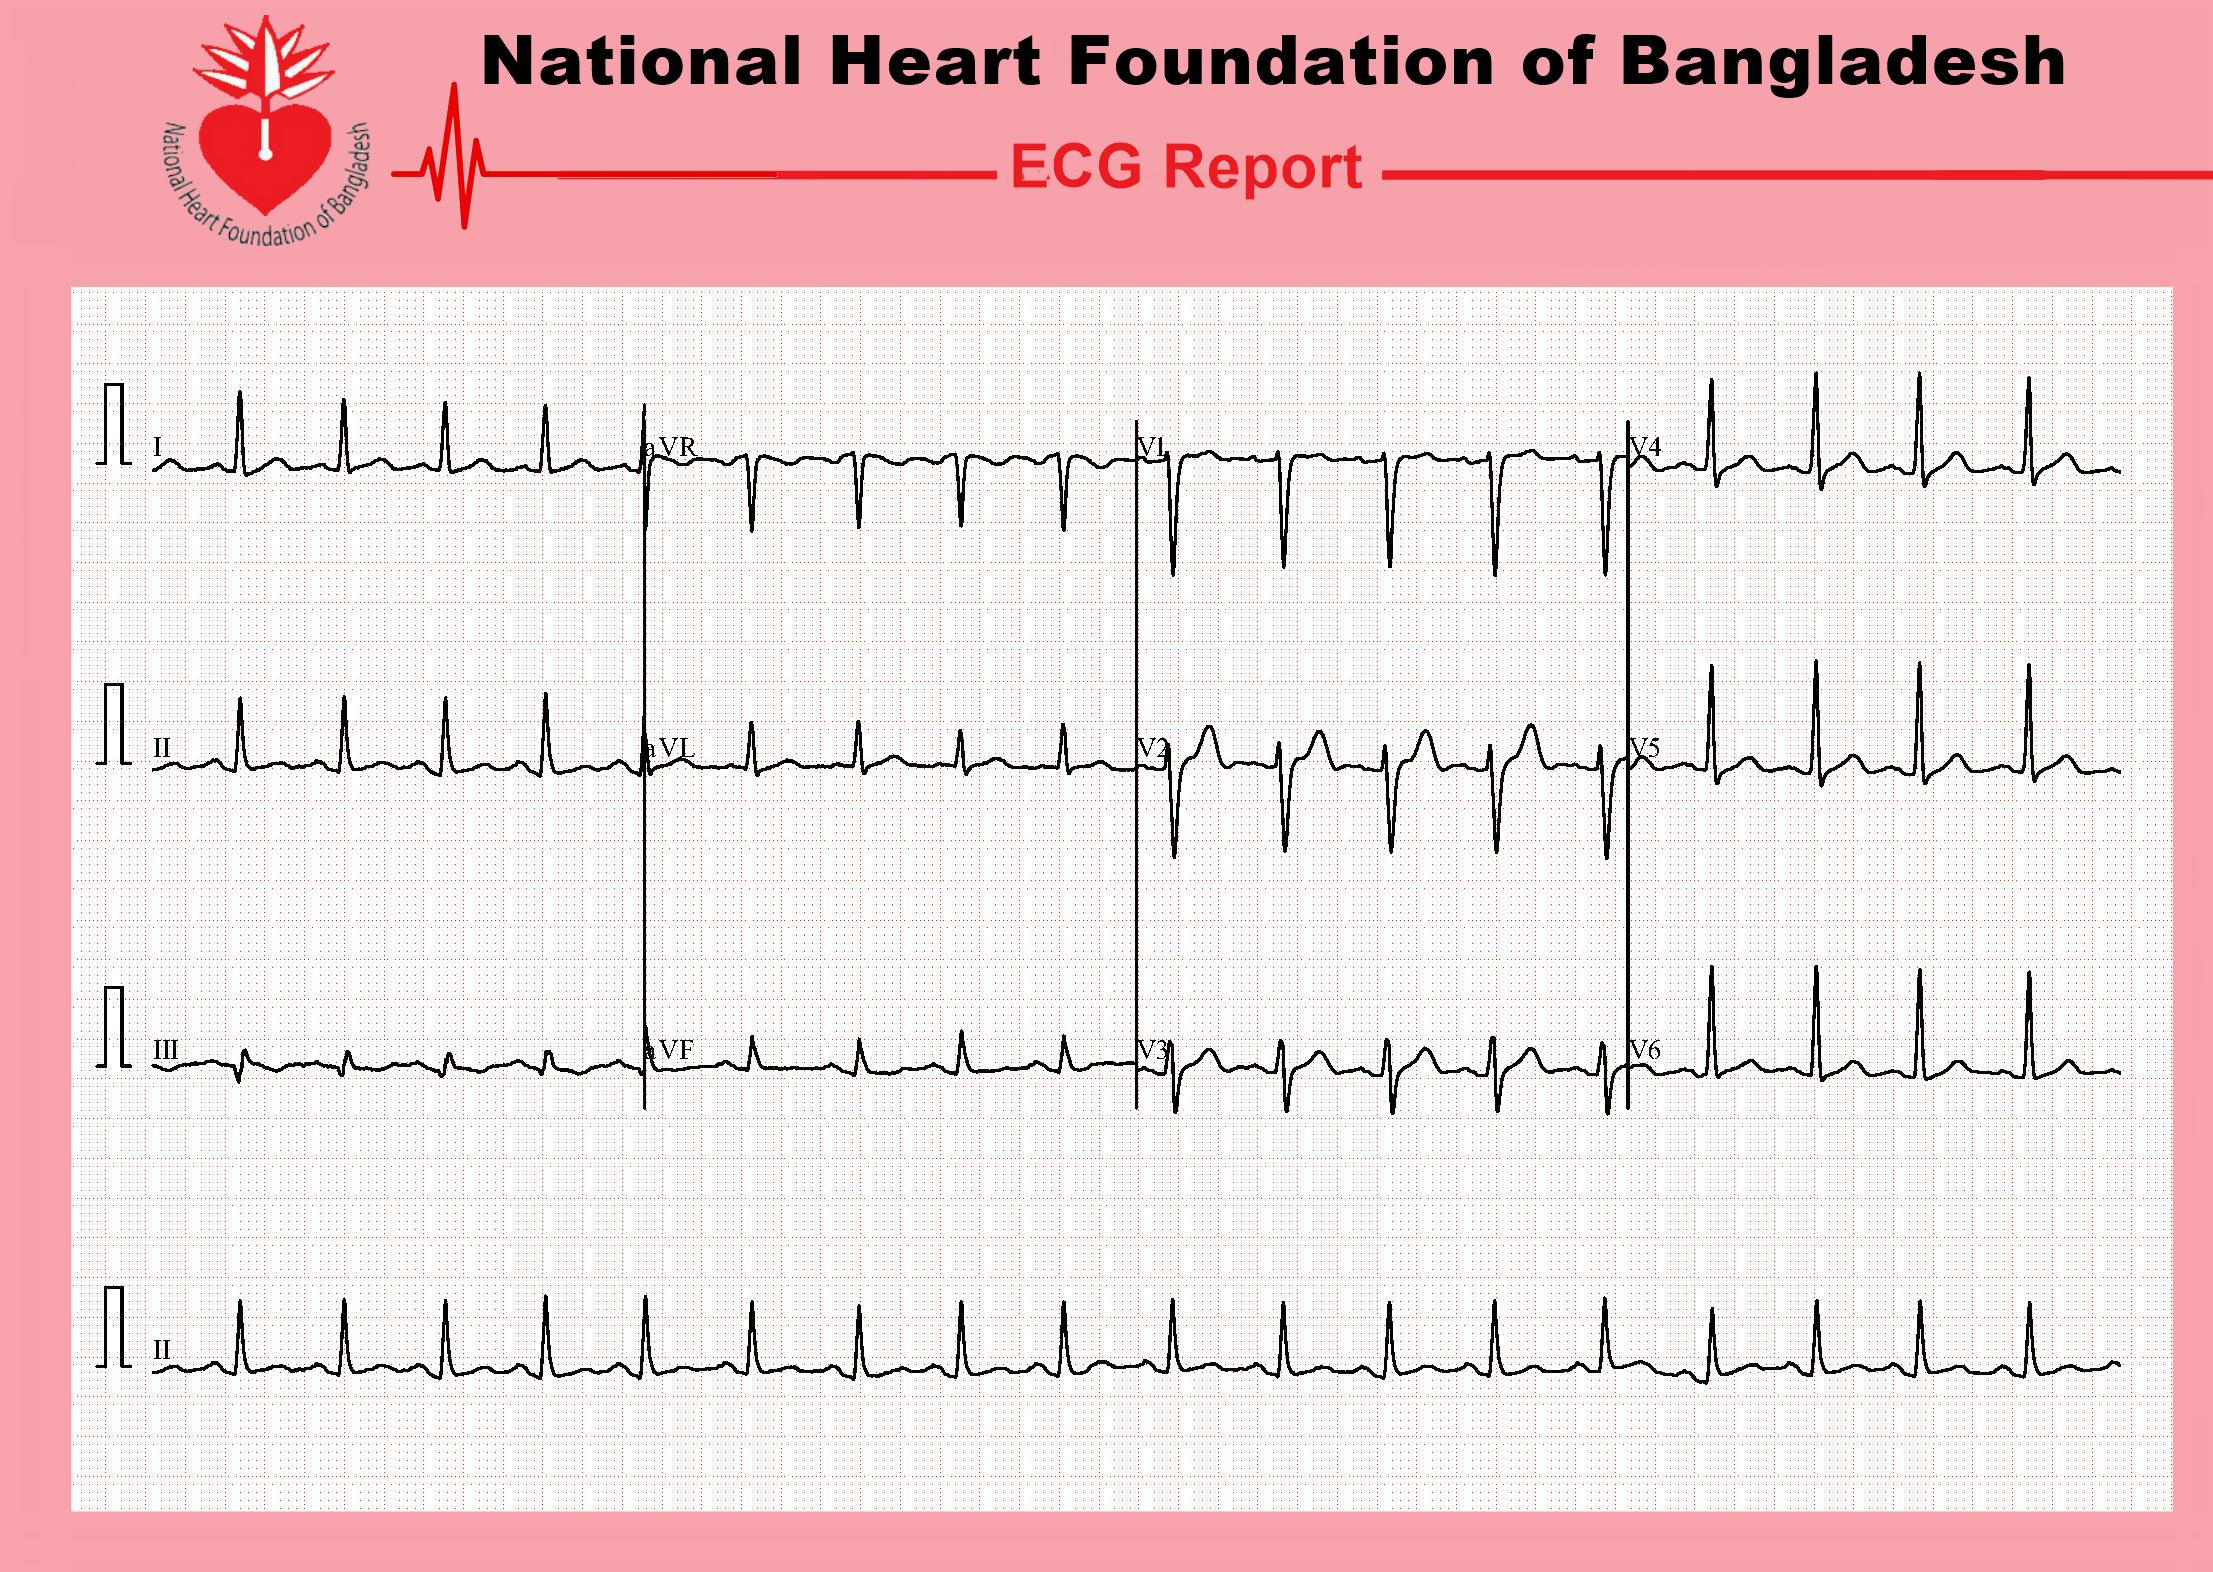 National Heart Foundation of Bangladesh
National Heart Foundation of Bangladesh
ECG Report
I
aVR
V1
V4
II
aVL
V2
V5
III
aVF
V3
V6
II